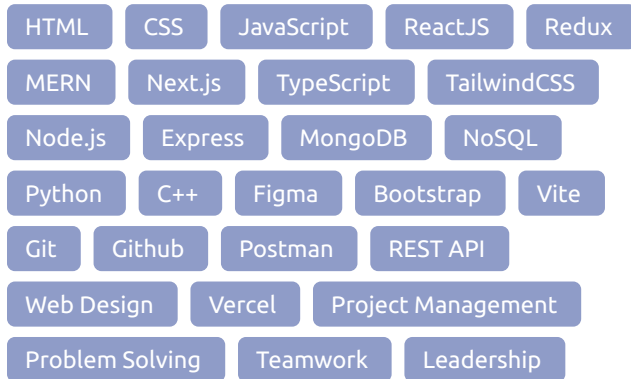 HTML CSS JavaScript ReactJS Redux
MERN Next.js TypeScript TailwindCSS
Node.js Express MongoDB NoSQL
Python C++ Figma Bootstrap Vite
Git Github Postman REST API
Web Design Vercel Project Management
Problem Solving Teamwork Leadership